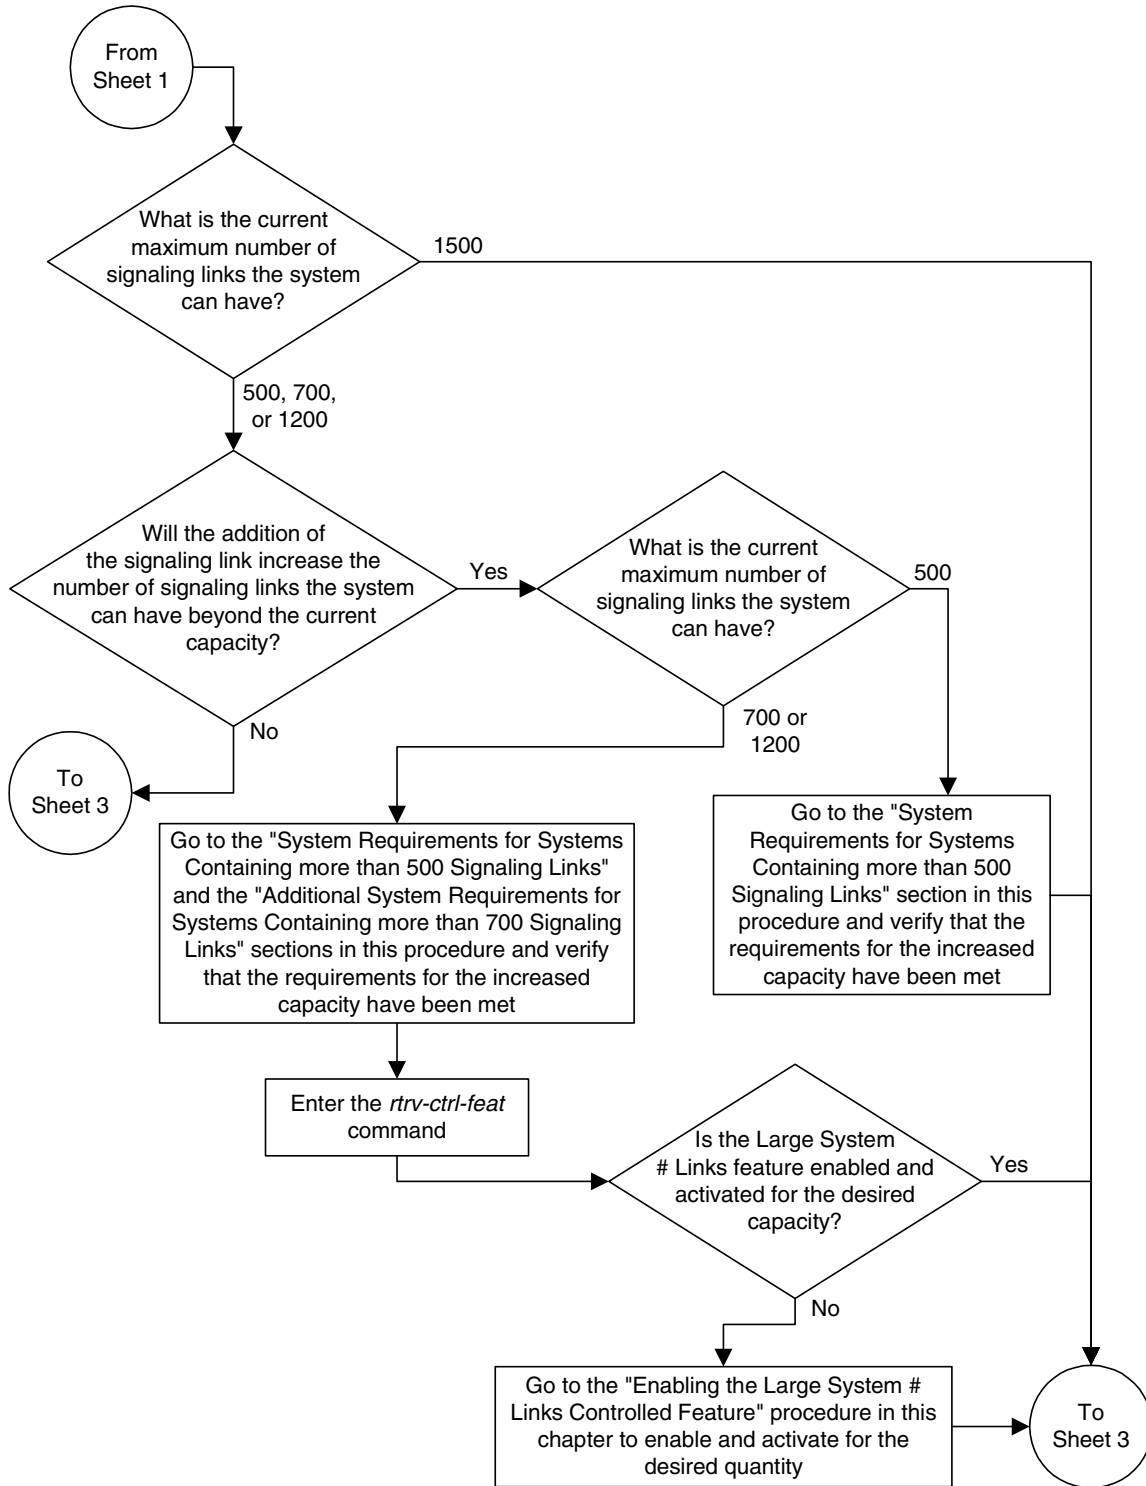 From
Sheet 1
What is the current
maximum number of
signaling links the system
can have?
1500
500, 700,
or 1200
Will the addition of
the signaling link increase the
number of signaling links the system
can have beyond the current
capacity?
Yes
What is the current
maximum number of
signaling links the system
can have?
500
No
700 or
1200
To
Sheet 3
Go to the "System Requirements for Systems
Containing more than 500 Signaling Links"
and the "Additional System Requirements for
Systems Containing more than 700 Signaling
Links" sections in this procedure and verify
that the requirements for the increased
capacity have been met
Go to the "System
Requirements for Systems
Containing more than 500
Signaling Links" section in this
procedure and verify that the
requirements for the increased
capacity have been met
Enter the rtrv-ctrl-feat
command
Is the Large System
# Links feature enabled and
activated for the desired
capacity?
Yes
No
Go to the "Enabling the Large System #
Links Controlled Feature" procedure in this
chapter to enable and activate for the
desired quantity
To
Sheet 3